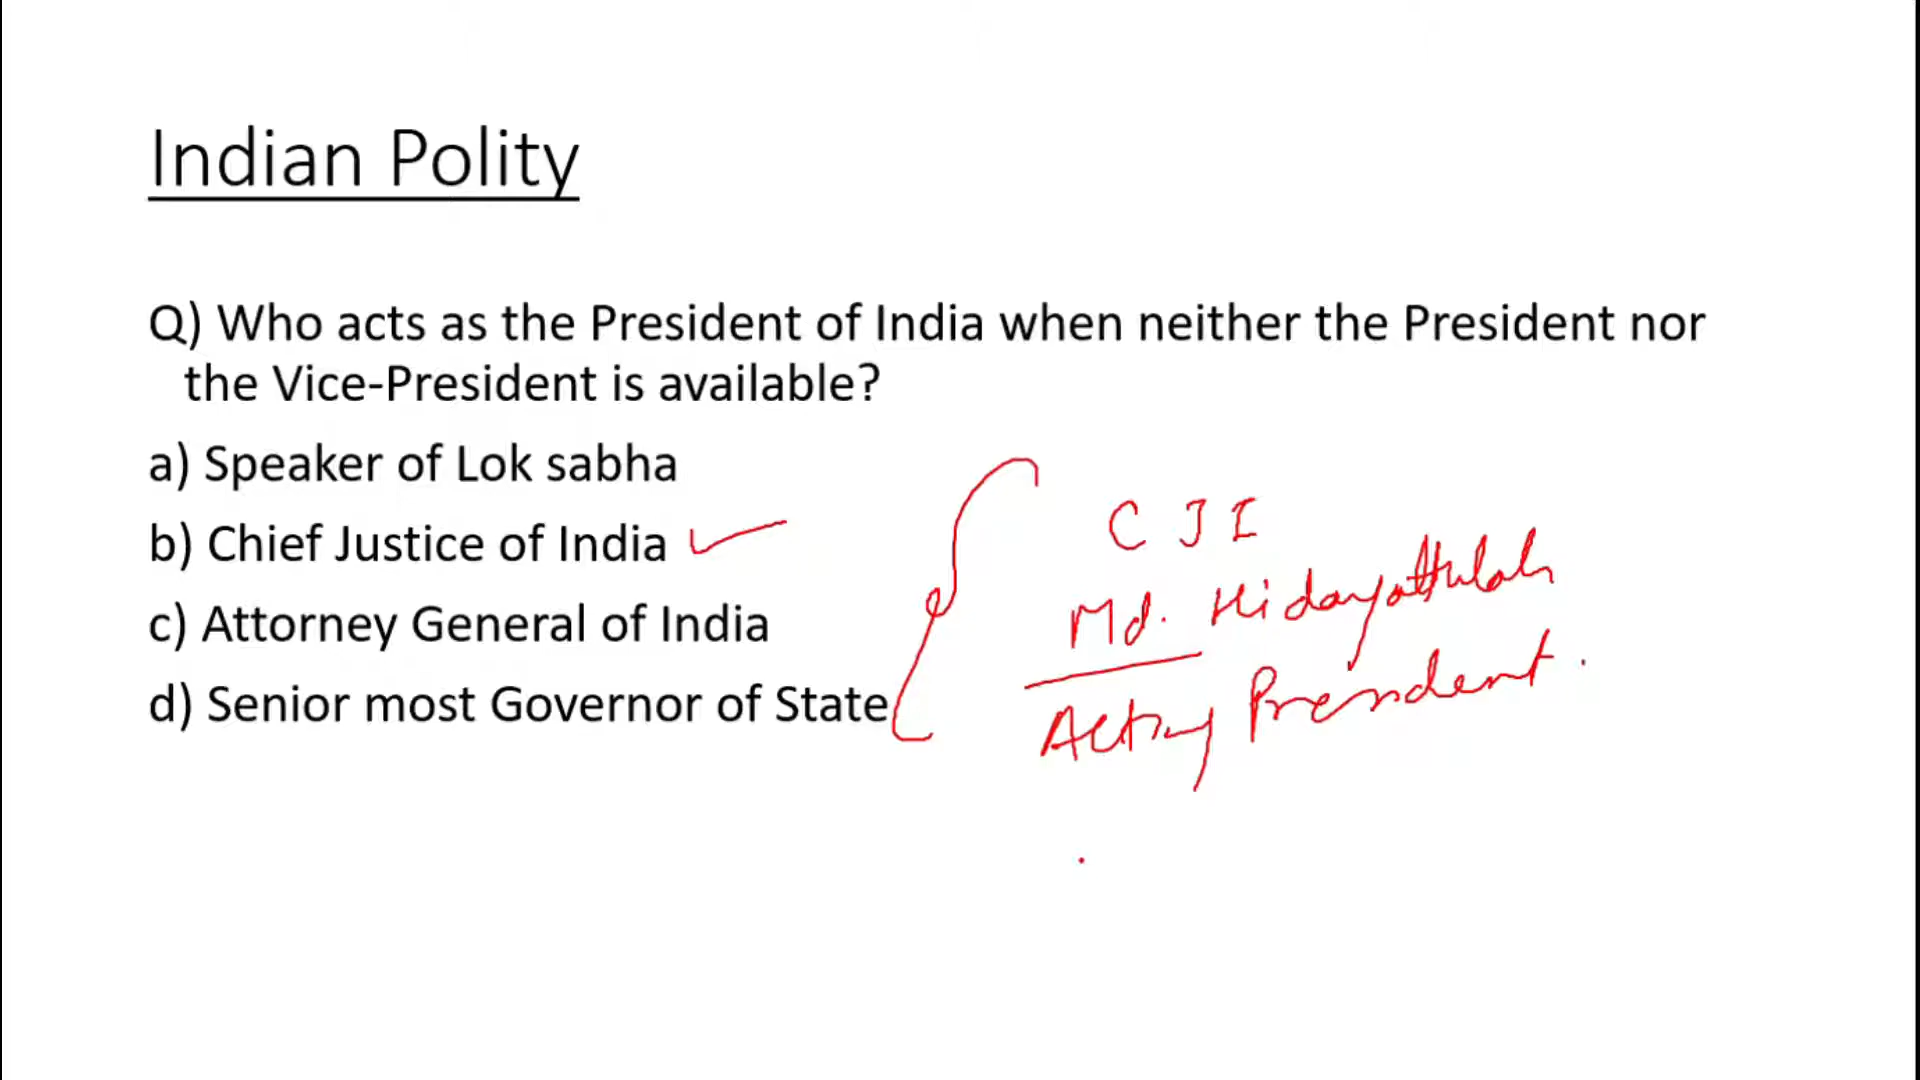 Indian Polity
Q) Who acts as the President of India when neither the President nor
the Vice-President is available?
a) Speaker of Lok sabha
b) Chief Justice of India
c) Attorney General of India
d) Senior most Governor of State
C J I
Md. Hidayattulah
Acting President.